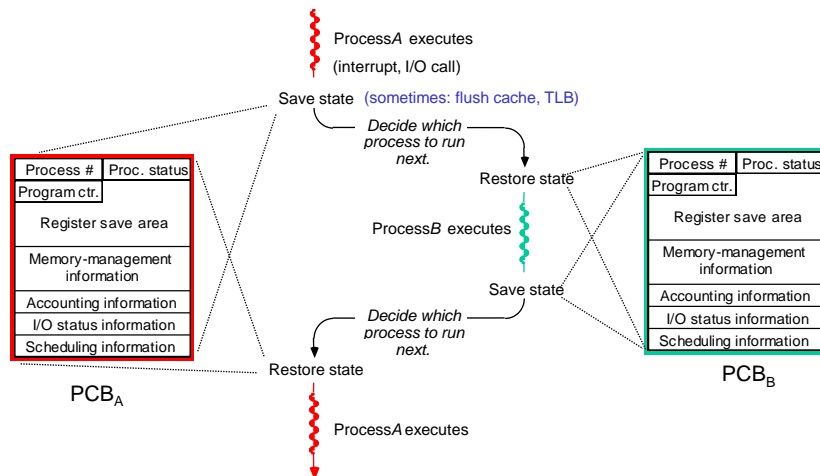 ProcessA executes
(interrupt, I/O call)
Save state (sometimes: flush cache, TLB)
Decide which
process to run
next.
Restore state
ProcessB executes
Save state
Decide which
process to run
next.
Restore state
ProcessA executes
Process # Proc. status
Program ctr.
Register save area
Memory-management
information
Accounting information
I/O status information
Scheduling information
PCBA
Process # Proc. status
Program ctr.
Register save area
Memory-management
information
Accounting information
I/O status information
Scheduling information
PCBB